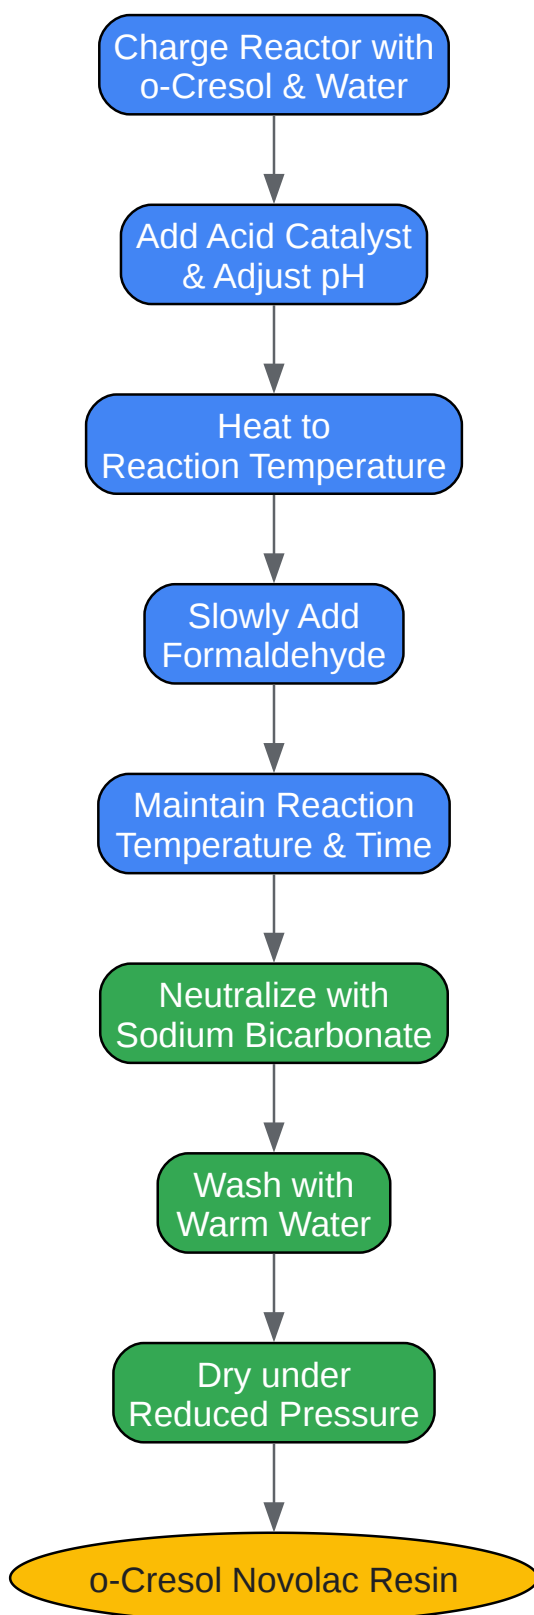 Charge Reactor with
o-Cresol & Water
Add Acid Catalyst
& Adjust pH
Heat to
Reaction Temperature
Slowly Add
Formaldehyde
Maintain Reaction
Temperature & Time
Neutralize with
Sodium Bicarbonate
Wash with
Warm Water
Dry under
Reduced Pressure
o-Cresol Novolac Resin